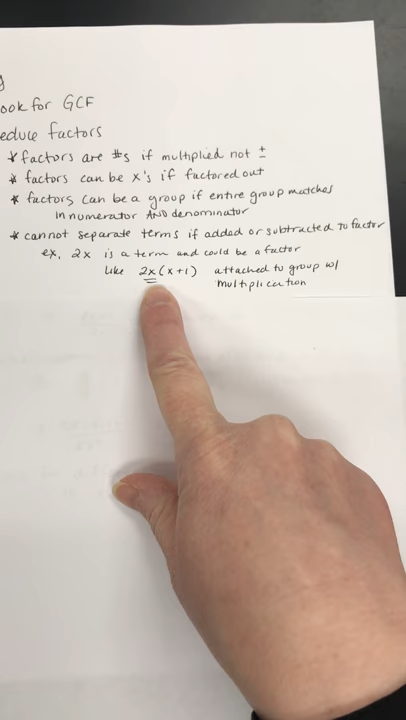 ook for GCF
educe factors
* factors are #s if multiplied not ±
* factors can be x's if factored out
* factors can be a group if entire group matches
in numerator AND denominator
* cannot separate terms if added or subtracted to factor
ex. 2x is a term and could be a factor
like 2x(x+1) attached to group w/
multiplication